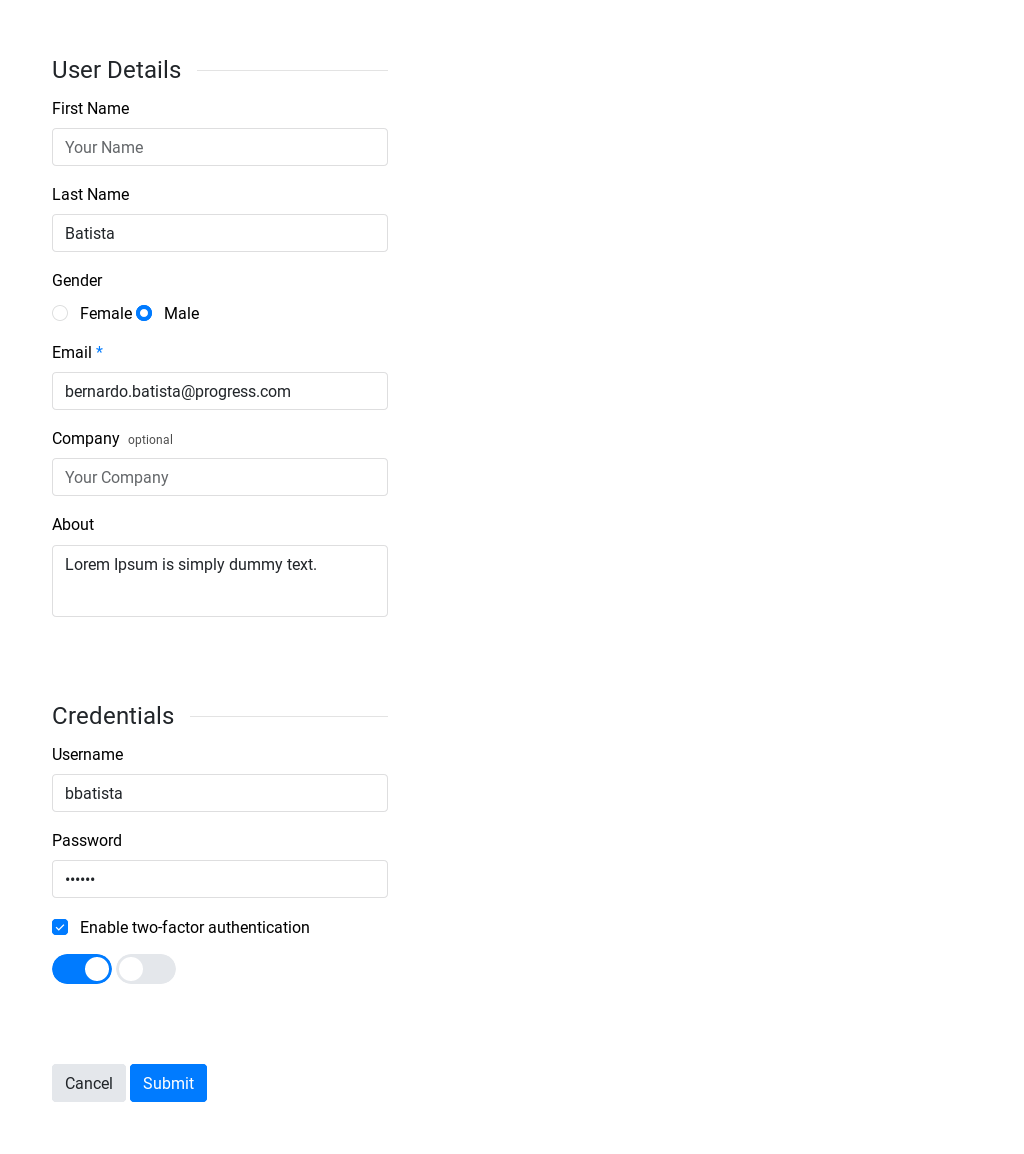 User Details
First Name
Your Name
Last Name
Batista
Gender
Female Male
Email *
bernardo.batista@progress.com
Company optional
Your Company
About
Lorem Ipsum is simply dummy text.
Credentials
Username
bbatista
Password
••••••
Enable two-factor authentication
Cancel Submit